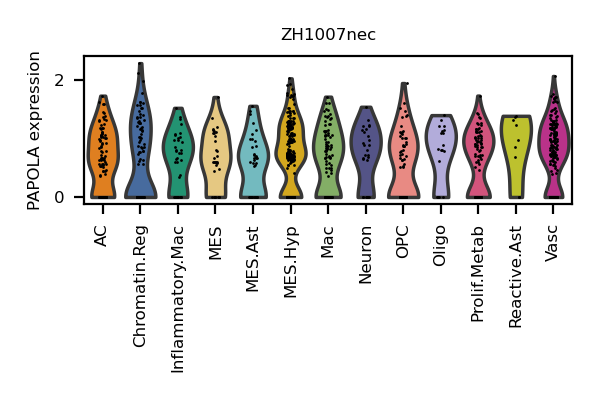 ZH1007nec
PAPOLA expression
2
0
AC
Chromatin.Reg
Inflammatory.Mac
MES
MES.Ast
MES.Hyp
Mac
Neuron
OPC
Oligo
Prolif.Metab
Reactive.Ast
Vasc